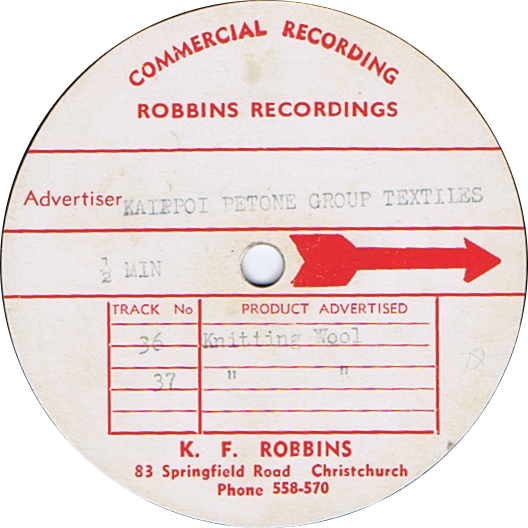 COMMERCIAL RECORDING
ROBBINS RECORDINGS
Advertiser KAIRPOI PETONE GROUP TEXTILES
½ MIN
TRACK No PRODUCT ADVERTISED
36 Knitting Wool
37 " "
K. F. ROBBINS
83 Springfield Road Christchurch
Phone 558-570